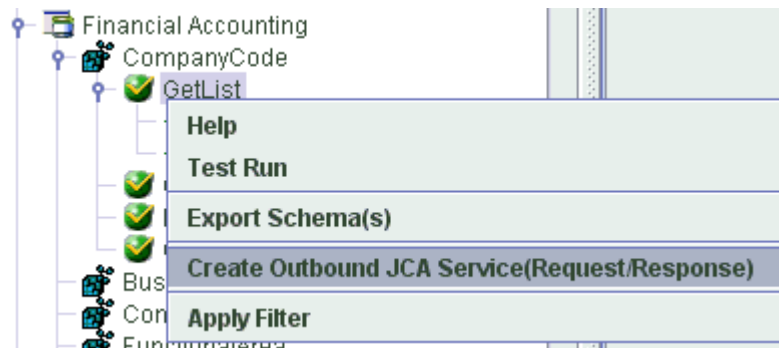 Financial Accounting
CompanyCode
GetList
Help
Test Run
Export Schema(s)
Create Outbound JCA Service(Request/Response)
Bus
Con
Apply Filter